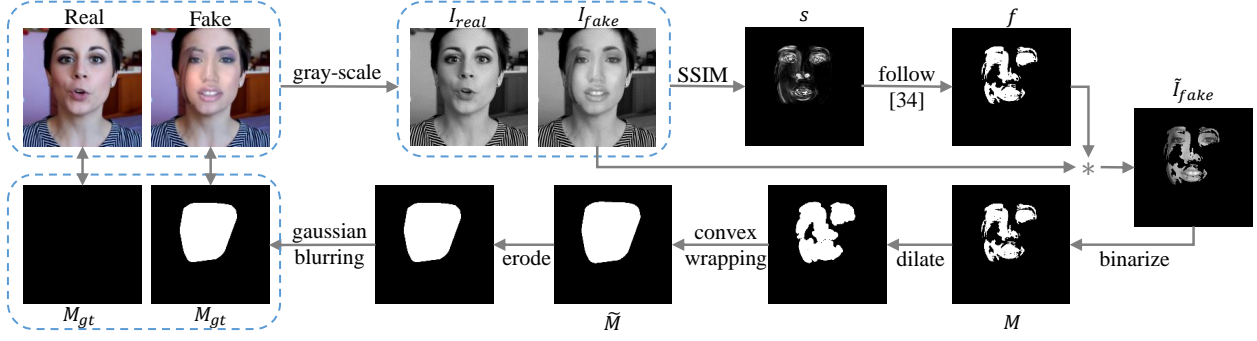 Real Fake
I_real I_fake
s
f
gray-scale
SSIM
follow
[34]
Ĩ_fake
*
gaussian
blurring
erode
convex
wrapping
dilate
binarize
M_gt M_gt
M̃
M